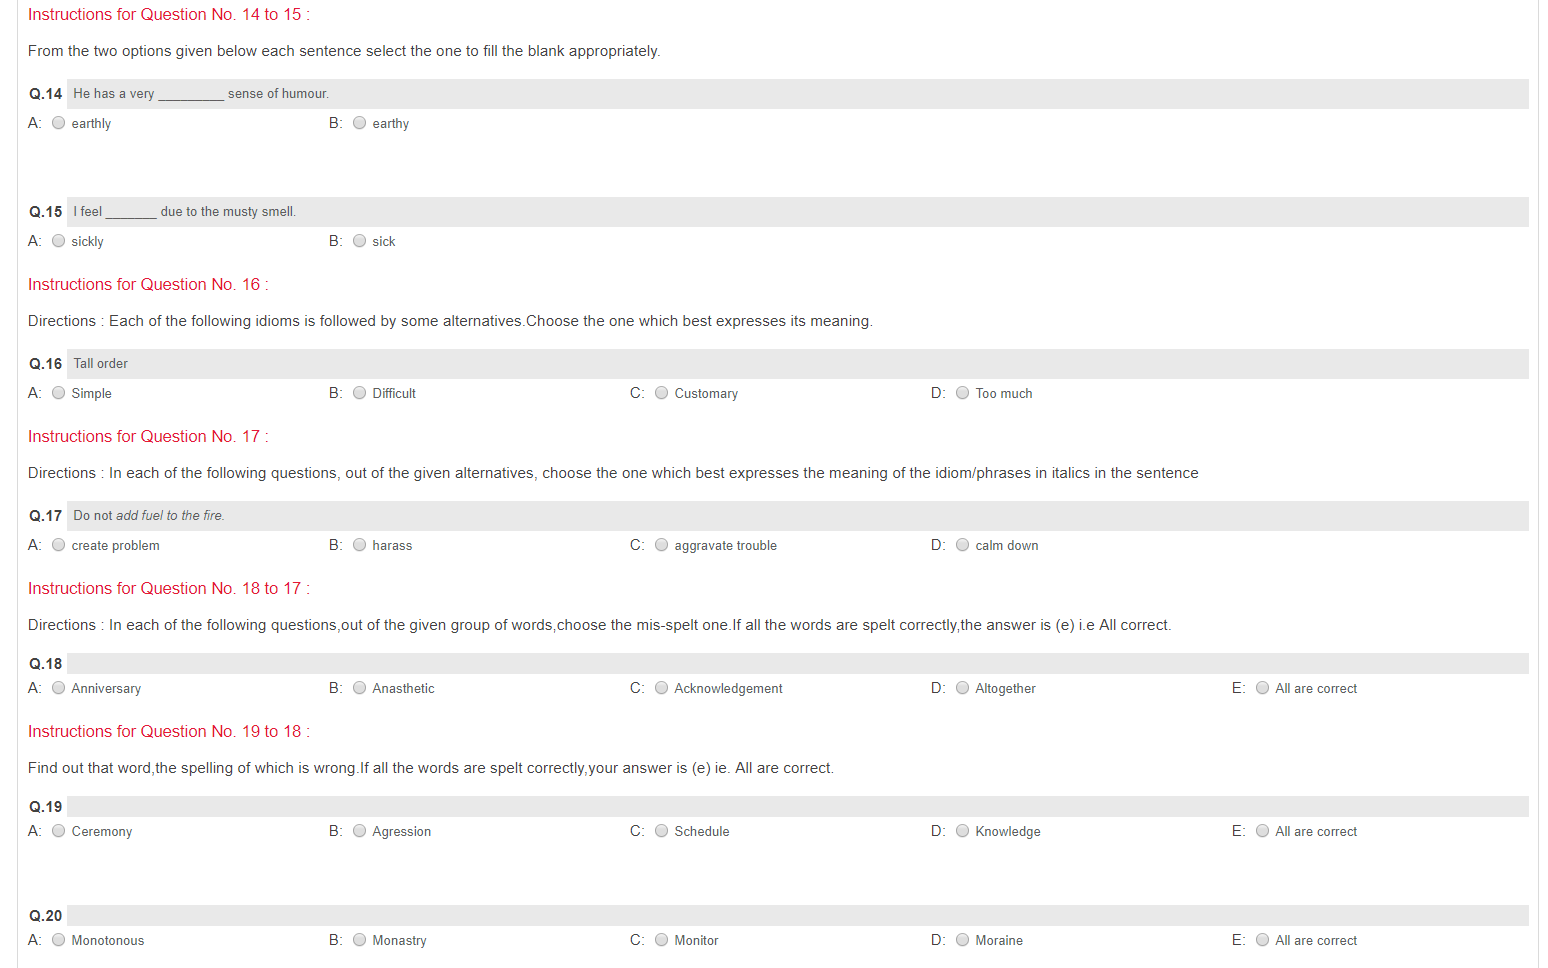 Instructions for Question No. 14 to 15 :
From the two options given below each sentence select the one to fill the blank appropriately.
Q.14 He has a very _________ sense of humour.
A: earthly B: earthy
Q.15 I feel _______ due to the musty smell.
A: sickly B: sick
Instructions for Question No. 16 :
Directions : Each of the following idioms is followed by some alternatives.Choose the one which best expresses its meaning.
Q.16 Tall order
A: Simple B: Difficult C: Customary D: Too much
Instructions for Question No. 17 :
Directions : In each of the following questions, out of the given alternatives, choose the one which best expresses the meaning of the idiom/phrases in italics in the sentence
Q.17 Do not add fuel to the fire.
A: create problem B: harass C: aggravate trouble D: calm down
Instructions for Question No. 18 to 17 :
Directions : In each of the following questions,out of the given group of words,choose the mis-spelt one.If all the words are spelt correctly,the answer is (e) i.e All correct.
Q.18
A: Anniversary B: Anasthetic C: Acknowledgement D: Altogether E: All are correct
Instructions for Question No. 19 to 18 :
Find out that word,the spelling of which is wrong.If all the words are spelt correctly,your answer is (e) ie. All are correct.
Q.19
A: Ceremony B: Agression C: Schedule D: Knowledge E: All are correct
Q.20
A: Monotonous B: Monastry C: Monitor D: Moraine E: All are correct